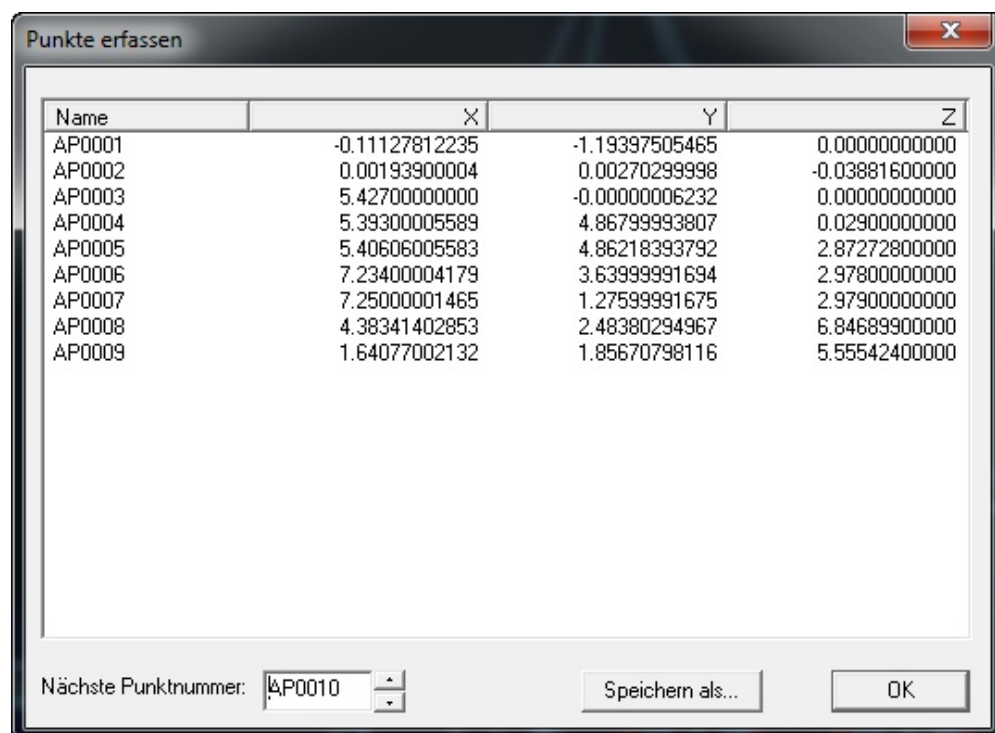 Punkte erfassen
Name X Y Z
AP0001 -0.11127812235 -1.19397505465 0.00000000000
AP0002 0.00193900004 0.00270299998 -0.03881600000
AP0003 5.42700000000 -0.00000006232 0.00000000000
AP0004 5.39300005589 4.86799993807 0.02900000000
AP0005 5.40606005583 4.86218393792 2.87272800000
AP0006 7.23400004179 3.63999991694 2.97800000000
AP0007 7.25000001465 1.27599991675 2.97900000000
AP0008 4.38341402853 2.48380294967 6.84689900000
AP0009 1.64077002132 1.85670798116 5.55542400000
Nächste Punktnummer: AP0010 Speichern als... OK